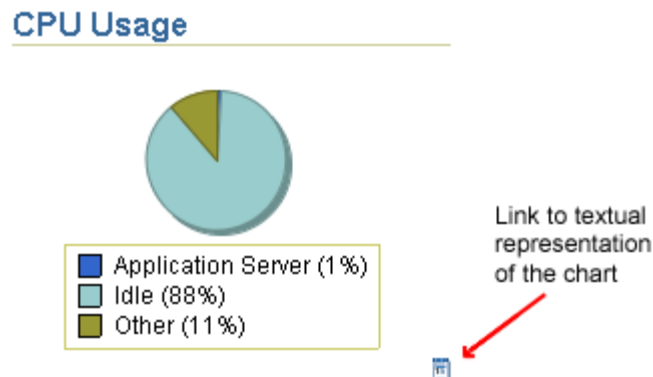 CPU Usage
Application Server (1%)
Idle (88%)
Other (11%)
Link to textual
representation
of the chart